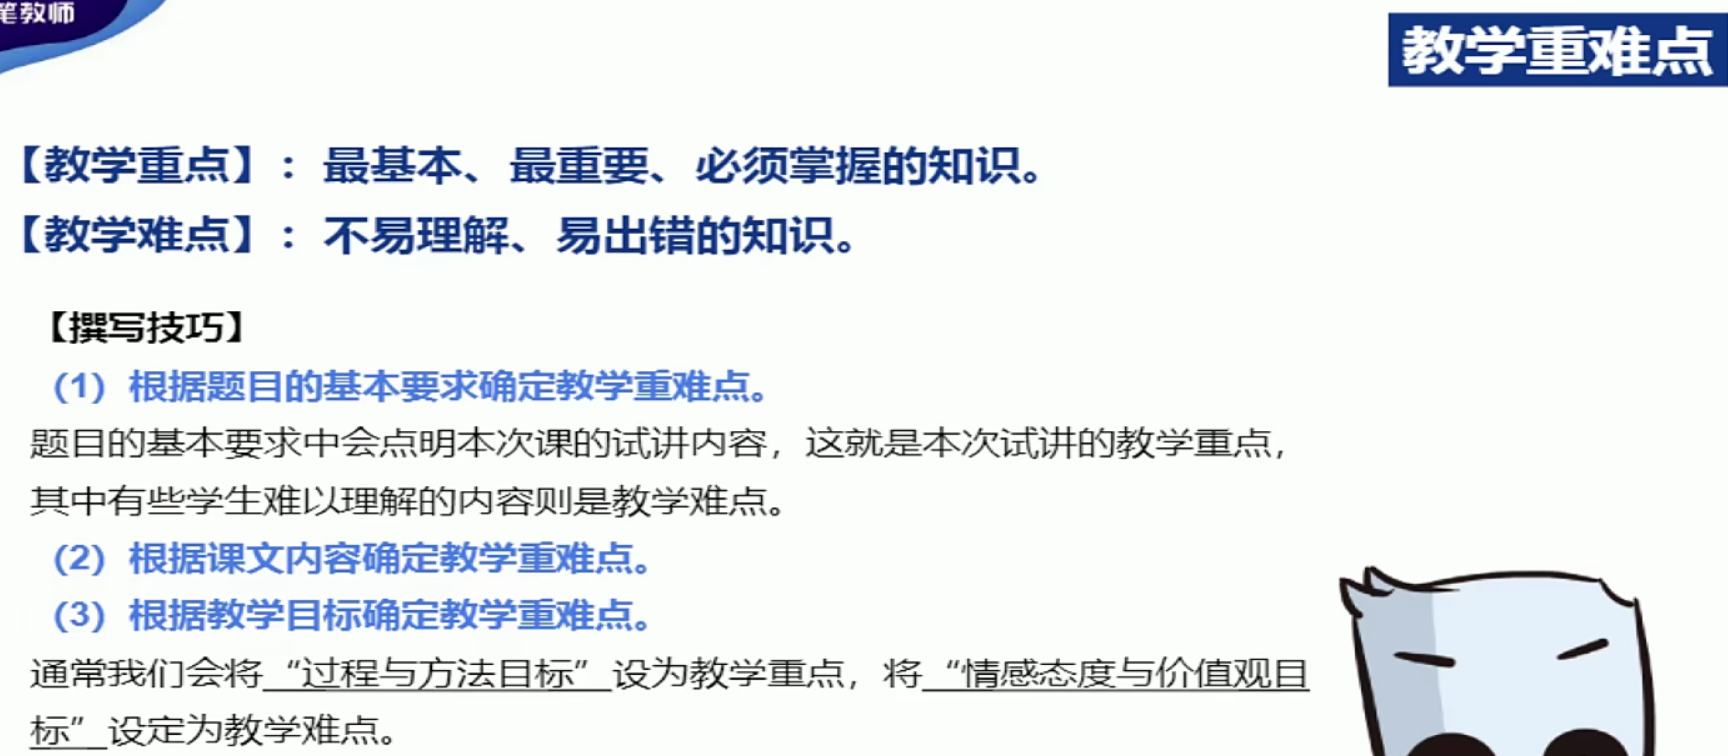 笔教师
教学重难点
【教学重点】：最基本、最重要、必须掌握的知识。
【教学难点】：不易理解、易出错的知识。
【撰写技巧】
（1）根据题目的基本要求确定教学重难点。
题目的基本要求中会点明本次课的试讲内容，这就是本次试讲的教学重点，
其中有些学生难以理解的内容则是教学难点。
（2）根据课文内容确定教学重难点。
（3）根据教学目标确定教学重难点。
通常我们会将“过程与方法目标”设为教学重点，将“情感态度与价值观目
标”设定为教学难点。